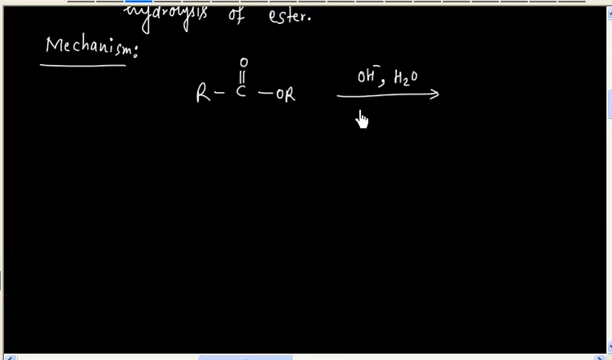 hydrolysis of ester.
Mechanism:
O
||
R - C - OR
OH⁻, H₂O